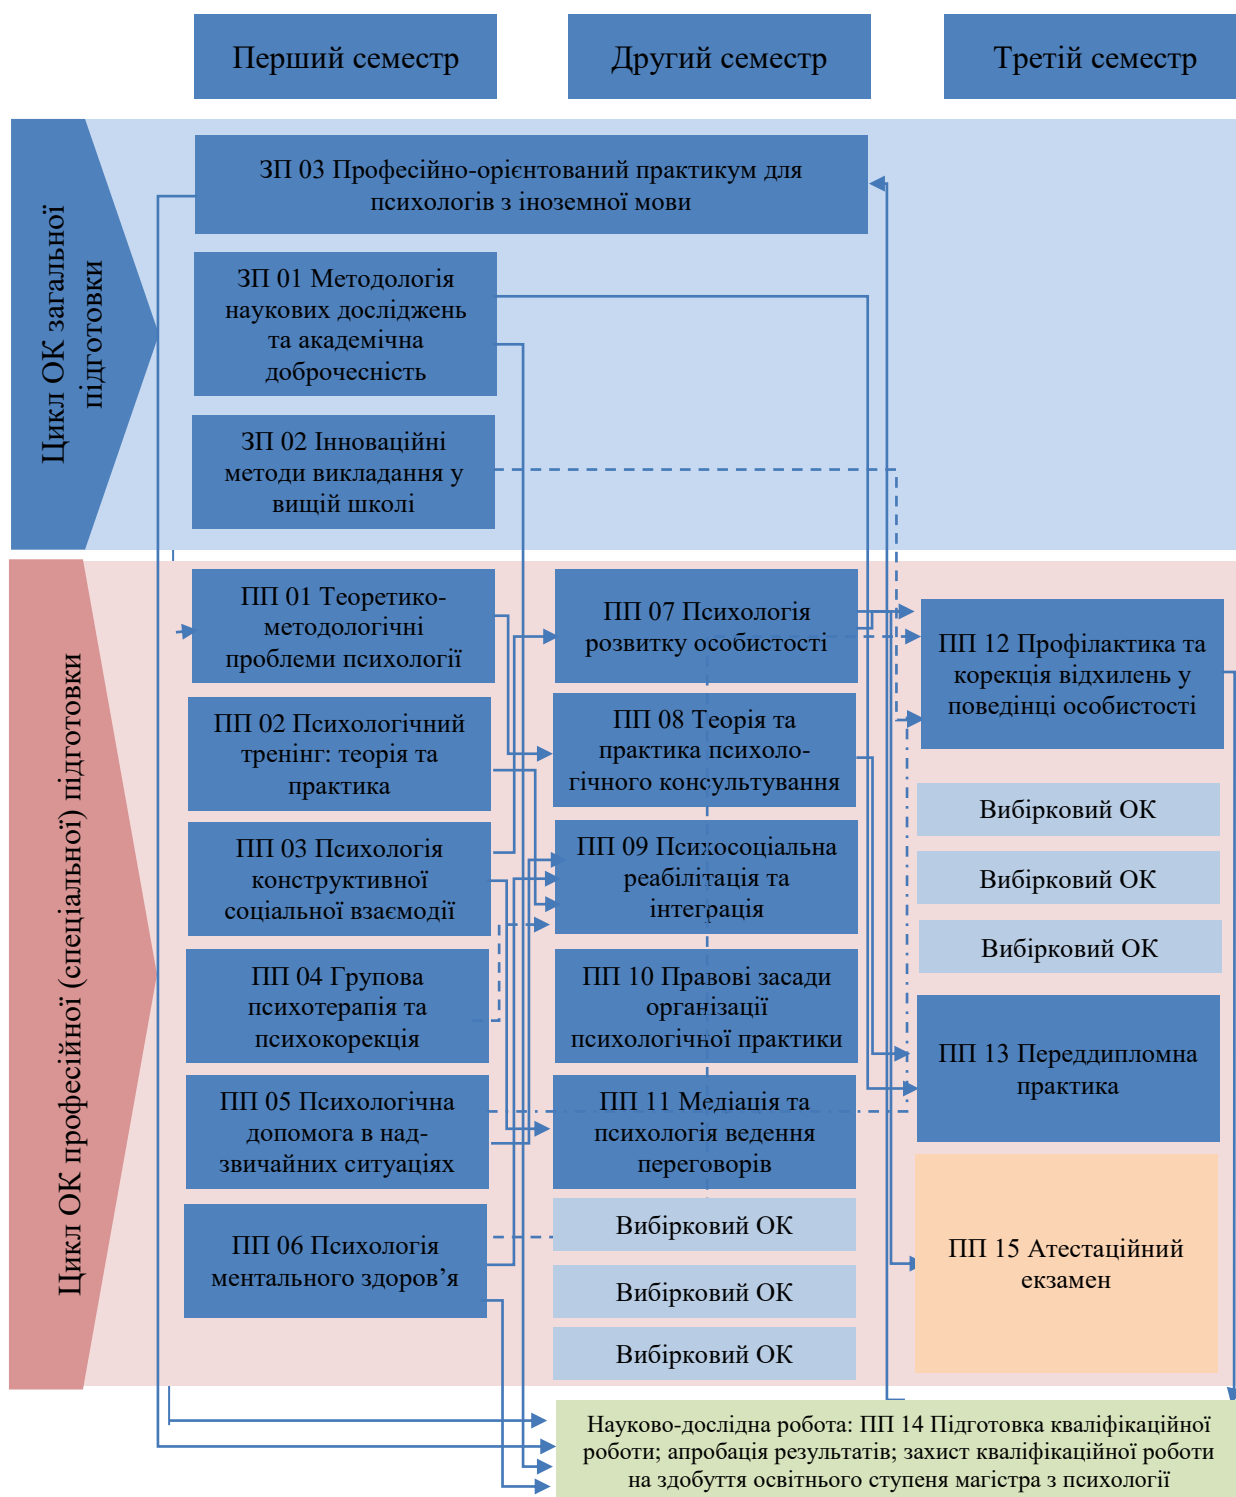 Перший семестр
Другий семестр
Третій семестр
Цикл ОК загальної
підготовки
ЗП 03 Професійно-орієнтований практикум для
психологів з іноземної мови
ЗП 01 Методологія
наукових досліджень
та академічна
доброчесність
ЗП 02 Інноваційні
методи викладання у
вищій школі
Цикл ОК професійної (спеціальної) підготовки
ПП 01 Теоретико-
методологічні
проблеми психології
ПП 02 Психологічний
тренінг: теорія та
практика
ПП 03 Психологія
конструктивної
соціальної взаємодії
ПП 04 Групова
психотерапія та
психокорекція
ПП 05 Психологічна
допомога в над-
звичайних ситуаціях
ПП 06 Психологія
ментального здоров’я
ПП 07 Психологія
розвитку особистості
ПП 08 Теорія та
практика психоло-
гічного консультування
ПП 09 Психосоціальна
реабілітація та
інтеграція
ПП 10 Правові засади
організації
психологічної практики
ПП 11 Медіація та
психологія ведення
переговорів
Вибірковий ОК
Вибірковий ОК
Вибірковий ОК
ПП 12 Профілактика та
корекція відхилень у
поведінці особистості
Вибірковий ОК
Вибірковий ОК
Вибірковий ОК
ПП 13 Переддипломна
практика
ПП 15 Атестаційний
екзамен
Науково-дослідна робота: ПП 14 Підготовка кваліфікаційної
роботи; апробація результатів; захист кваліфікаційної роботи
на здобуття освітнього ступеня магістра з психології